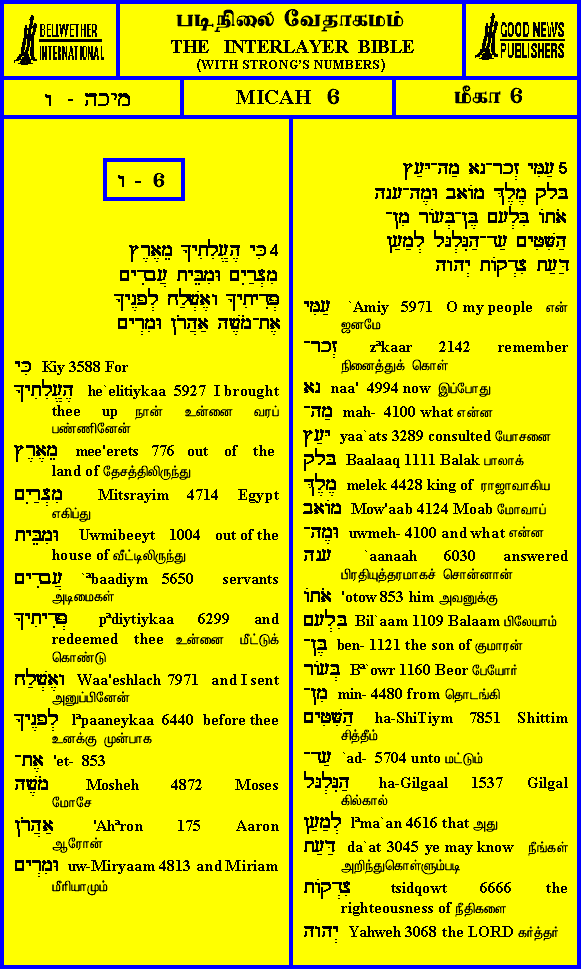 BELLWETHER
INTERNATIONAL
படிநிலை வேதாகமம்
THE INTERLAYER BIBLE
(WITH STRONG'S NUMBERS)
GOOD NEWS
PUBLISHERS
מיכה - ו
MICAH 6
மீகா 6
ו - 6
4 כִּי הֶעֱלִתִיךָ מֵאֶרֶץ
מִצְרַיִם וּמִבֵּית עֲבָדִים
פְּדִיתִיךָ וָאֶשְׁלַח לְפָנֶיךָ
אֶת־מֹשֶׁה אַהֲרֹן וּמִרְיָם
כִּי Kiy 3588 For
הֶעֱלִתִיךָ he`elitiykaa 5927 I brought
thee up நான் உன்னை வரப்
பண்ணினேன்
מֵאֶרֶץ mee'erets 776 out of the
land of தேசத்திலிருந்து
מִצְרַיִם Mitsrayim 4714 Egypt
எகிப்து
וּמִבֵּית Uwmibeeyt 1004 out of the
house of வீட்டிலிருந்து
עֲבָדִים `ªbaadiym 5650 servants
அடிமைகள்
פְּדִיתִיךָ pªdiytiykaa 6299 and
redeemed thee உன்னை மீட்டுக்
கொண்டு
וָאֶשְׁלַח Waa'eshlach 7971 and I sent
அனுப்பினேன்
לְפָנֶיךָ lªpaaneykaa 6440 before thee
உனக்கு முன்பாக
אֶת־ 'et- 853
מֹשֶׁה Mosheh 4872 Moses
மோசே
אַהֲרֹן 'Ahªron 175 Aaron
ஆரோன்
וּמִרְיָם uw-Miryaam 4813 and Miriam
மீரியாமும்
5 עַמִּי זְכָר־נָא מַה־יָּעַץ
בָּלָק מֶלֶךְ מוֹאָב וּמֶה־עָנָה
אֹתוֹ בִּלְעָם בֶּן־בְּעוֹר מִן־
הַשִּׁטִּים עַד־הַגִּלְגָּל לְמַעַן
דַּעַת צִדְקוֹת יְהוָה
עַמִּי `Amiy 5971 O my people என்
ஜனமே
זְכָר־ zªkaar 2142 remember
நினைத்துக் கொள்
נָא naa' 4994 now இப்போது
מַה־ mah- 4100 what என்ன
יָּעַץ yaa`ats 3289 consulted யோசனை
בָּלָק Baalaaq 1111 Balak பாலாக்
מֶלֶךְ melek 4428 king of ராஜாவாகிய
מוֹאָב Mow'aab 4124 Moab மோவாப்
וּמֶה־ uwmeh- 4100 and what என்ன
עָנָה `aanaah 6030 answered
பிரதியுத்தரமாகச் சொன்னான்
אֹתוֹ 'otow 853 him அவனுக்கு
בִּלְעָם Bil`aam 1109 Balaam பிலேயாம்
בֶּן־ ben- 1121 the son of குமாரன்
בְּעוֹר Bª`owr 1160 Beor பேயோர்
מִן־ min- 4480 from தொடங்கி
הַשִּׁטִּים ha-ShiTiym 7851 Shittim
சித்தீம்
עַד־ `ad- 5704 unto மட்டும்
הַגִּלְגָּל ha-Gilgaal 1537 Gilgal
கில்கால்
לְמַעַן lªma`an 4616 that அது
דַּעַת da`at 3045 ye may know நீங்கள்
அறிந்துகொள்ளும்படி
צִדְקוֹת tsidqowt 6666 the
righteousness of நீதிகளை
יְהוָה Yahweh 3068 the LORD கர்த்தர்